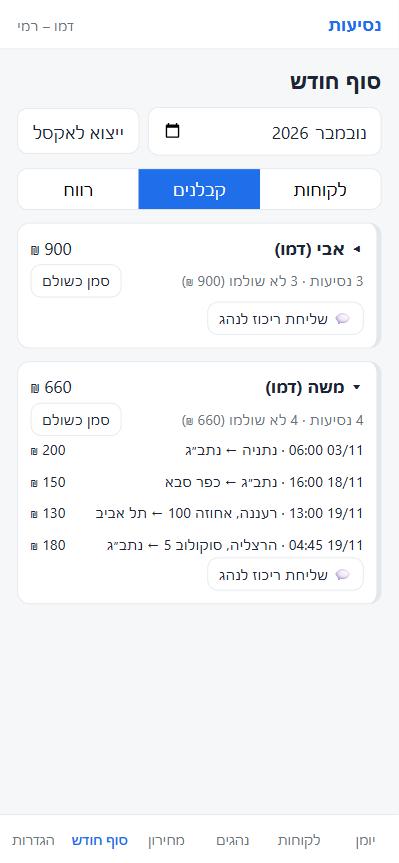 נסיעות
דמו – רמי
סוף חודש
נובמבר 2026
ייצוא לאקסל
לקוחות
קבלנים
רווח
אבי (דמו)
900 ₪
3 נסיעות · 3 לא שולמו (900 ₪)
סמן כשולם
שליחת ריכוז לנהג
משה (דמו)
660 ₪
4 נסיעות · 4 לא שולמו (660 ₪)
סמן כשולם
03/11 06:00 · נתניה ← נתב״ג
200 ₪
18/11 16:00 · נתב״ג ← כפר סבא
150 ₪
19/11 13:00 · רעננה, אחוזה 100 ← תל אביב
130 ₪
19/11 04:45 · הרצליה, סוקולוב 5 ← נתב״ג
180 ₪
שליחת ריכוז לנהג
יומן
לקוחות
נהגים
מחירון
סוף חודש
הגדרות